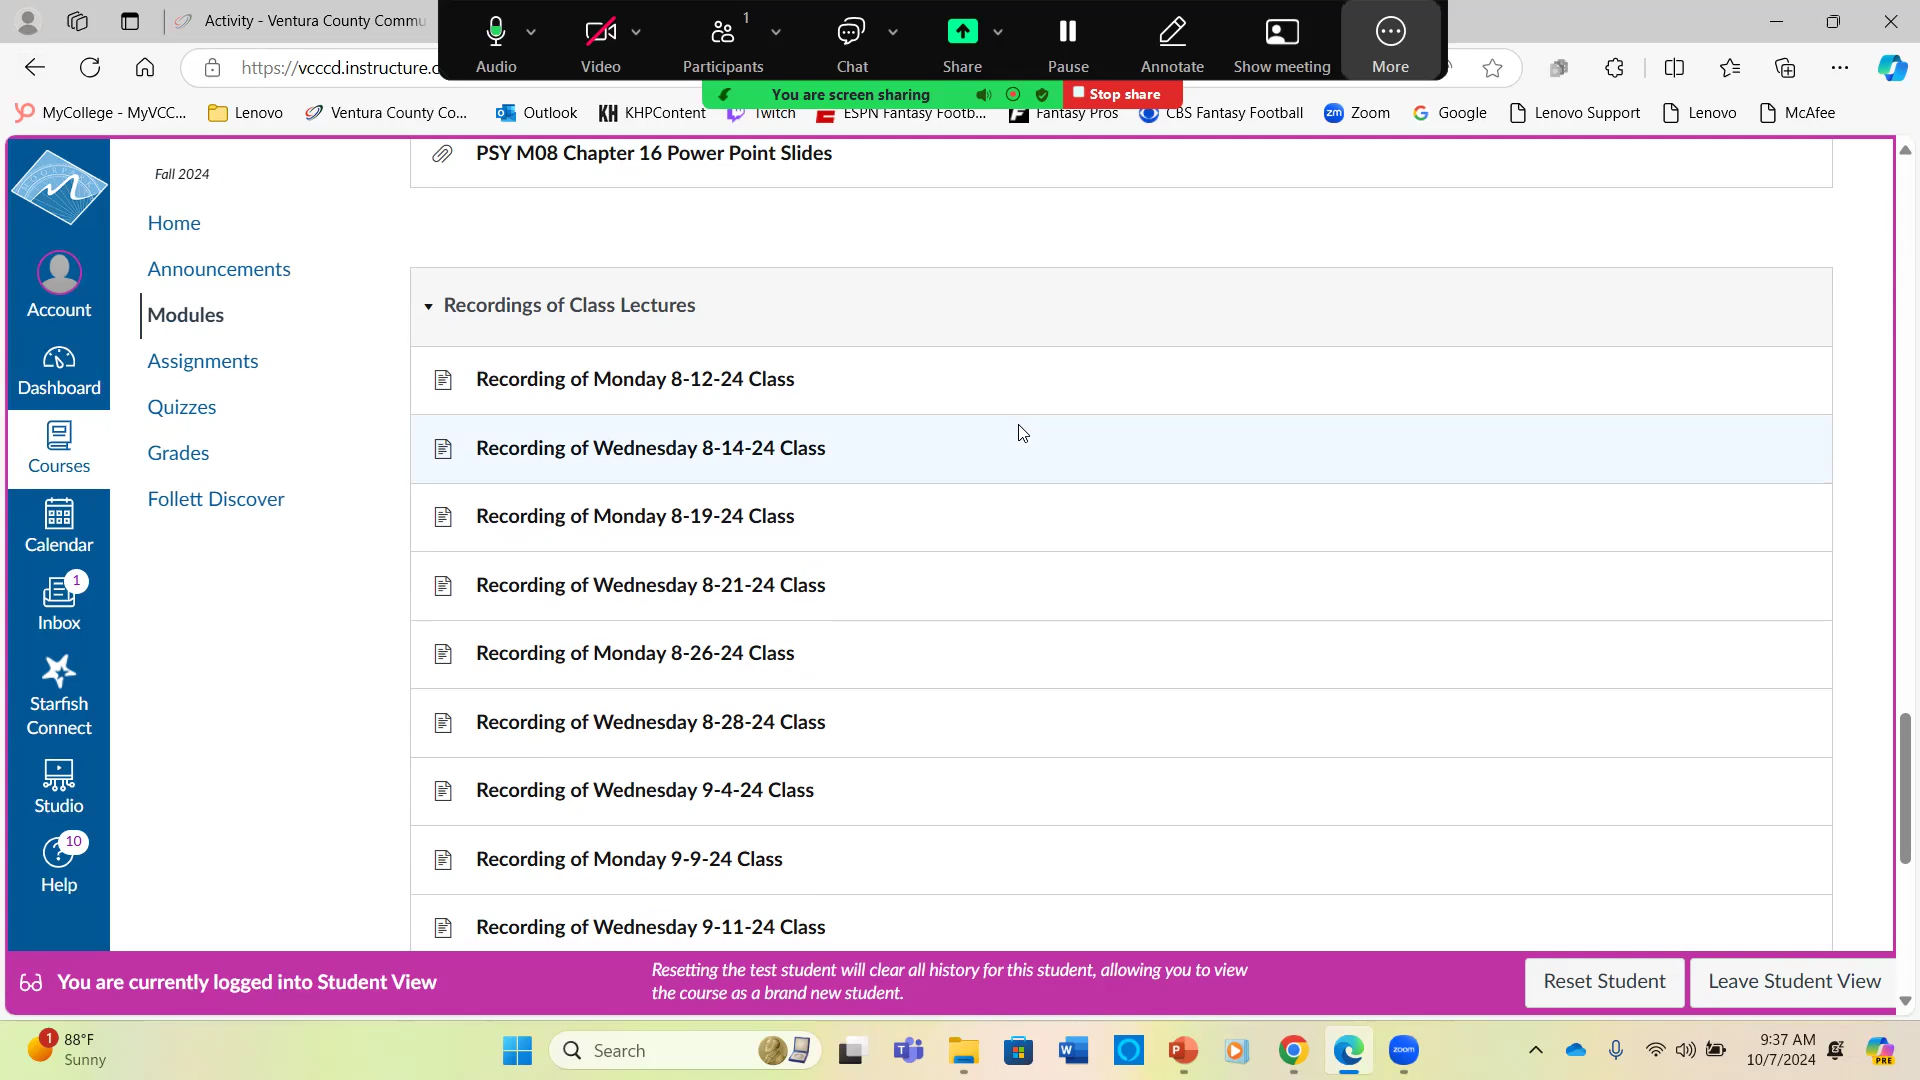 Activity - Ventura County Commu
1
Audio
Video
Participants
Chat
Share
Pause
Annotate
Show meeting
More
https://vcccd.instructure.c
You are screen sharing
Stop share
MyCollege - MyVCC...
Lenovo
Ventura County Co...
Outlook
KH KHPContent
Twitch
ESPN Fantasy Footb...
Fantasy Pros
CBS Fantasy Football
zm Zoom
Google
Lenovo Support
Lenovo
McAfee
MOORPARK
Account
Dashboard
Courses
Calendar
1
Inbox
Starfish
Connect
Studio
10
Help
Fall 2024
Home
Announcements
Modules
Assignments
Quizzes
Grades
Follett Discover
PSY M08 Chapter 16 Power Point Slides
Recordings of Class Lectures
Recording of Monday 8-12-24 Class
Recording of Wednesday 8-14-24 Class
Recording of Monday 8-19-24 Class
Recording of Wednesday 8-21-24 Class
Recording of Monday 8-26-24 Class
Recording of Wednesday 8-28-24 Class
Recording of Wednesday 9-4-24 Class
Recording of Monday 9-9-24 Class
Recording of Wednesday 9-11-24 Class
You are currently logged into Student View
Resetting the test student will clear all history for this student, allowing you to view
the course as a brand new student.
Reset Student
Leave Student View
1
88°F
Sunny
Search
zoom
9:37 AM
10/7/2024
PRE